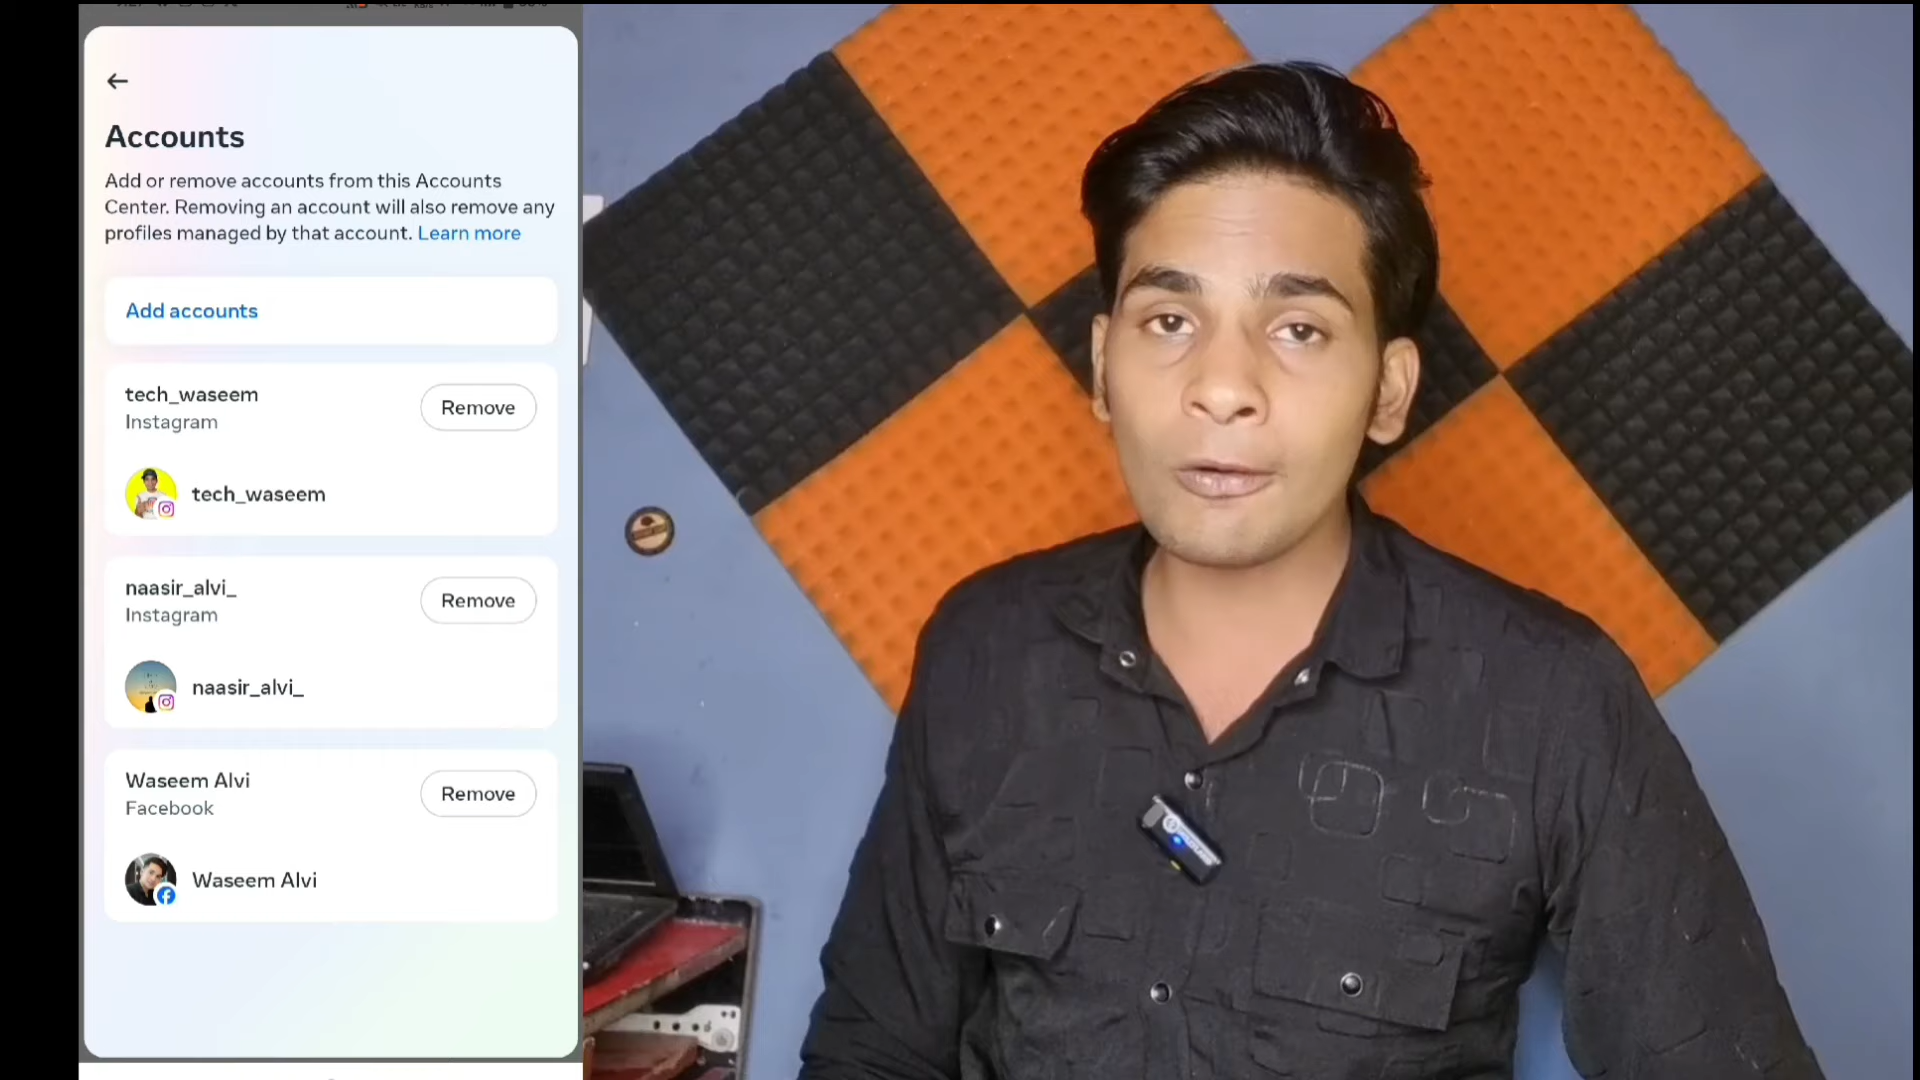 Accounts
Add or remove accounts from this Accounts
Center. Removing an account will also remove any
profiles managed by that account. Learn more
Add accounts
tech_waseem
Instagram
Remove
tech_waseem
naasir_alvi_
Instagram
Remove
naasir_alvi_
Waseem Alvi
Facebook
Remove
Waseem Alvi